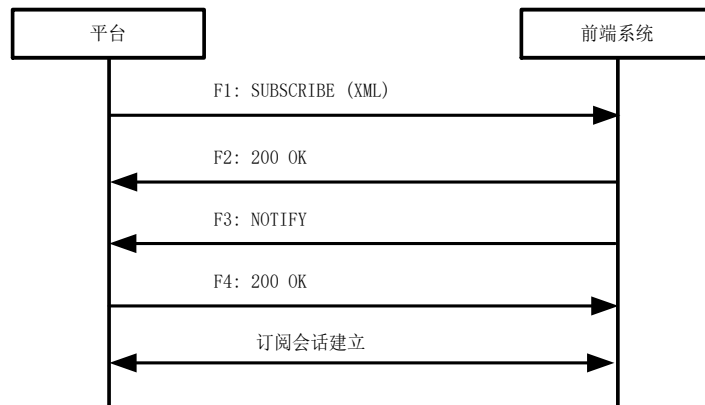 平台
前端系统
F1: SUBSCRIBE (XML)
F2: 200 OK
F3: NOTIFY
F4: 200 OK
订阅会话建立